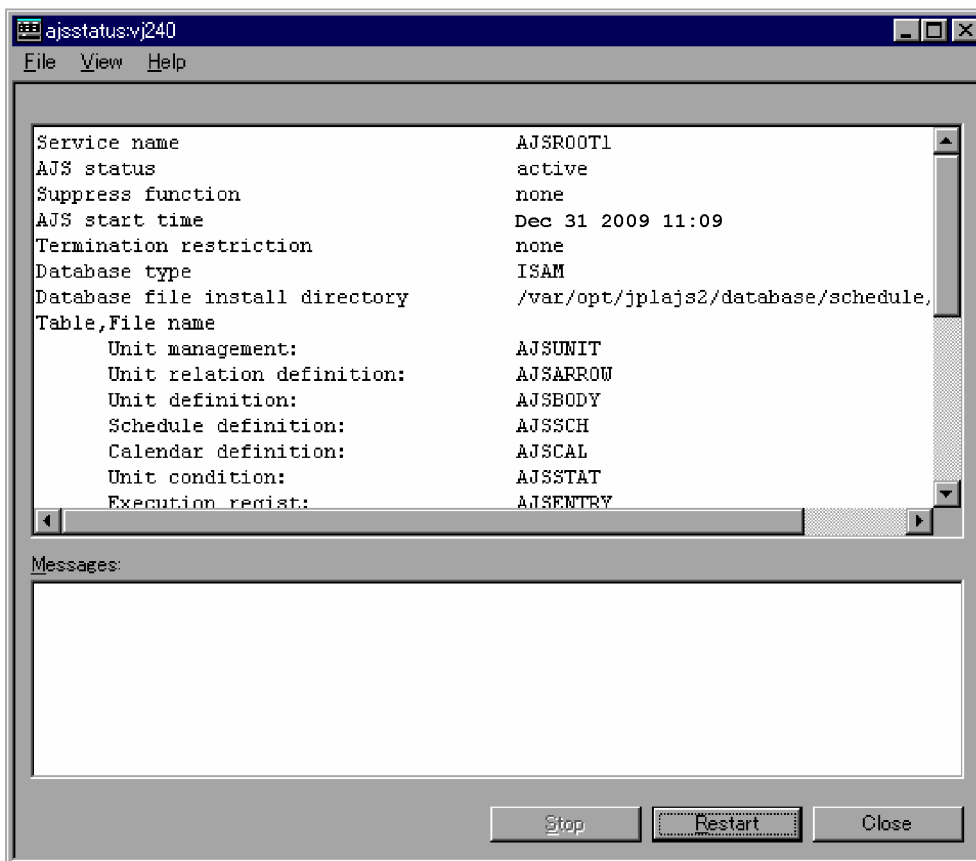 ajsstatus:vj240
File View Help
Service name AJSROOT1
AJS status active
Suppress function none
AJS start time Dec 31 2009 11:09
Termination restriction none
Database type ISAM
Database file install directory /var/opt/jp1ajs2/database/schedule,
Table,File name
Unit management: AJSUNIT
Unit relation definition: AJSARROW
Unit definition: AJSBODY
Schedule definition: AJSSCH
Calendar definition: AJSCAL
Unit condition: AJSSTAT
Execution regist: AJSENTRY
Messages:
Stop Restart Close